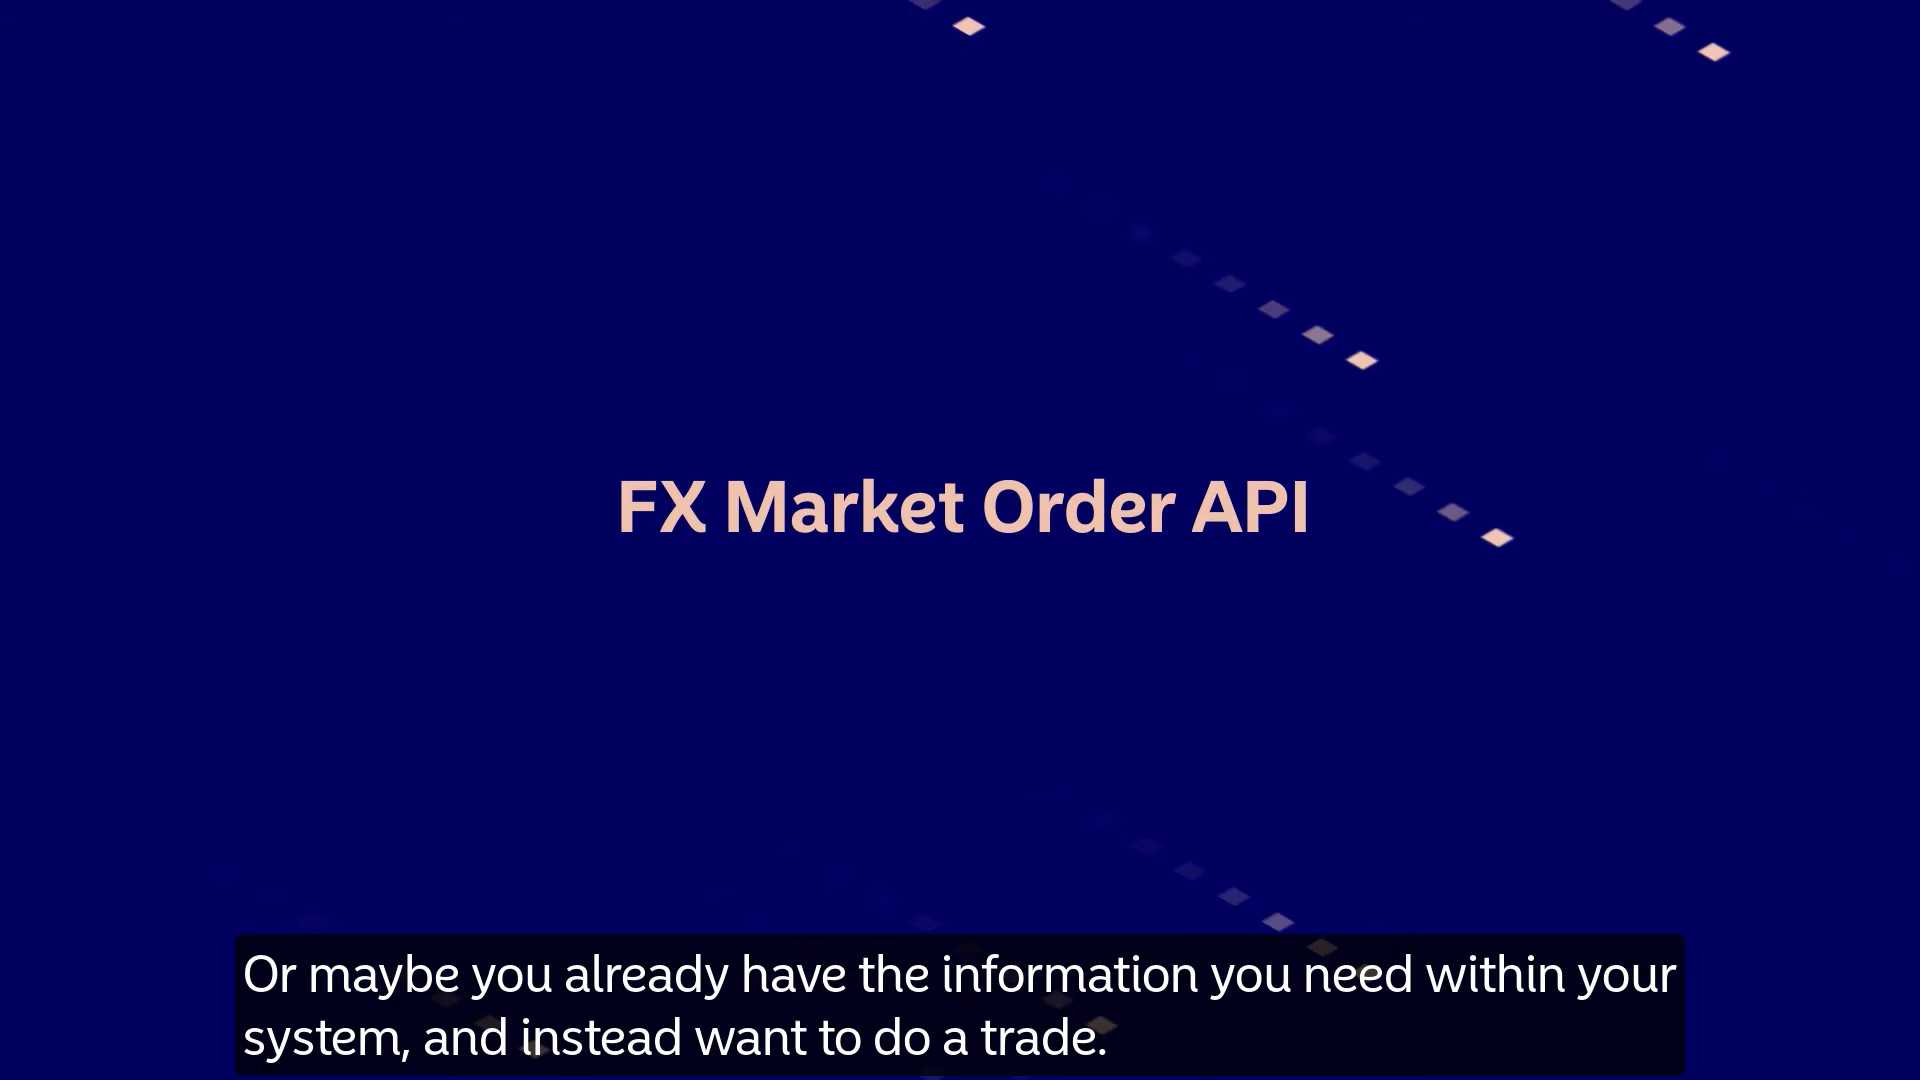 FX Market Order API
Or maybe you already have the information you need within your
system, and instead want to do a trade.